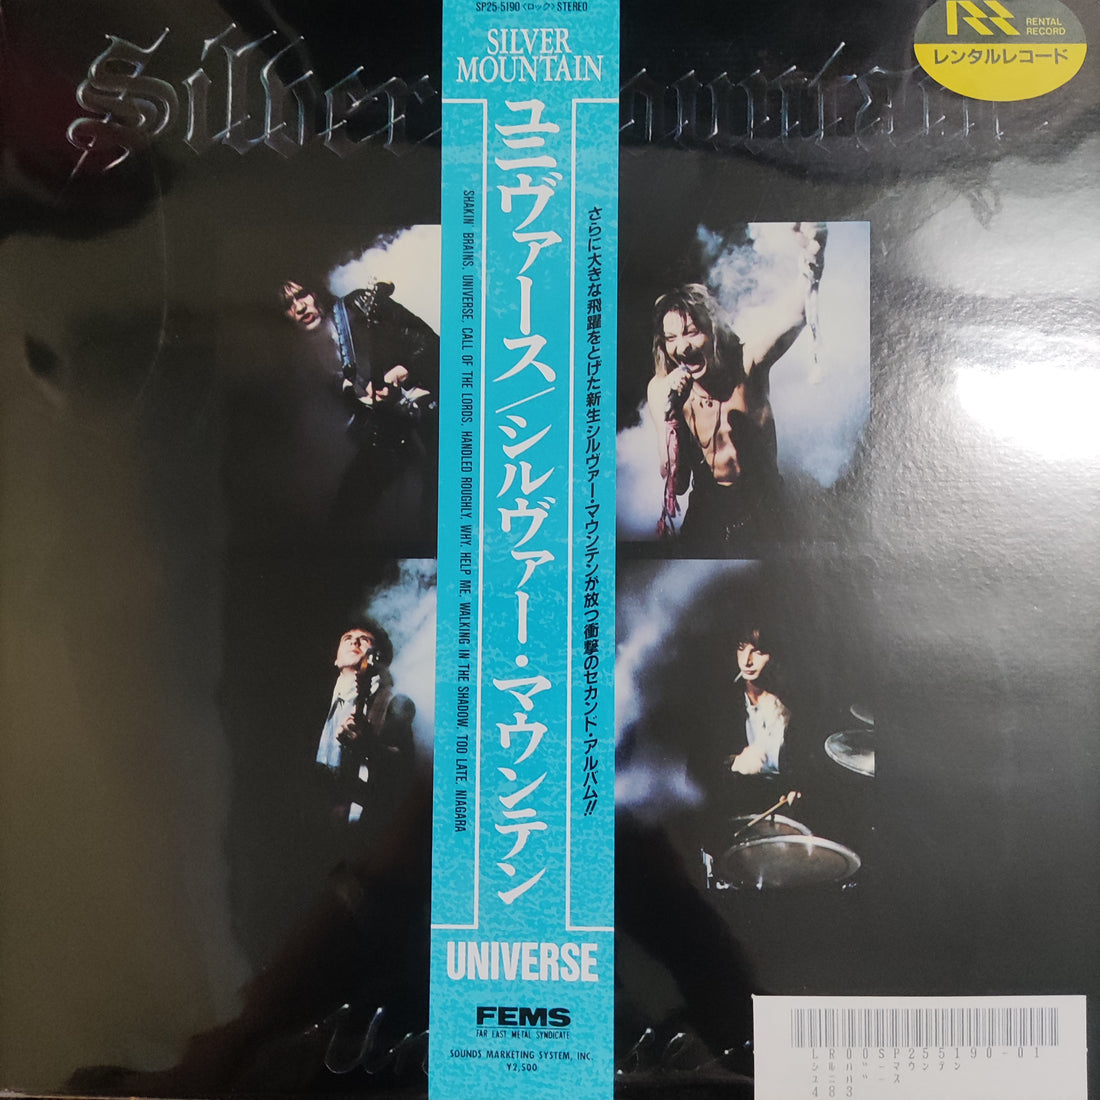 SP25-5190〈ロック〉STEREO
SILVER
MOUNTAIN
ユニヴァース/シルヴァー・マウンテン
さらに大きな飛躍をとげた新生シルヴァー・マウンテンが放つ衝撃のセカンド・アルバム!!
SHAKIN' BRAINS, UNIVERSE, CALL OF THE LORDS, HANDLED ROUGHLY, WHY, HELP ME, WALKING IN THE SHADOW, TOO LATE, NIAGARA
UNIVERSE
FEMS
FAR EAST METAL SYNDICATE
SOUNDS MARKETING SYSTEM, INC.
¥2,500
Silver ountain
Un se
RR
RENTAL
RECORD
レンタルレコード
LR00SP255190-01
シルバーマウンテン
ユニバース
483